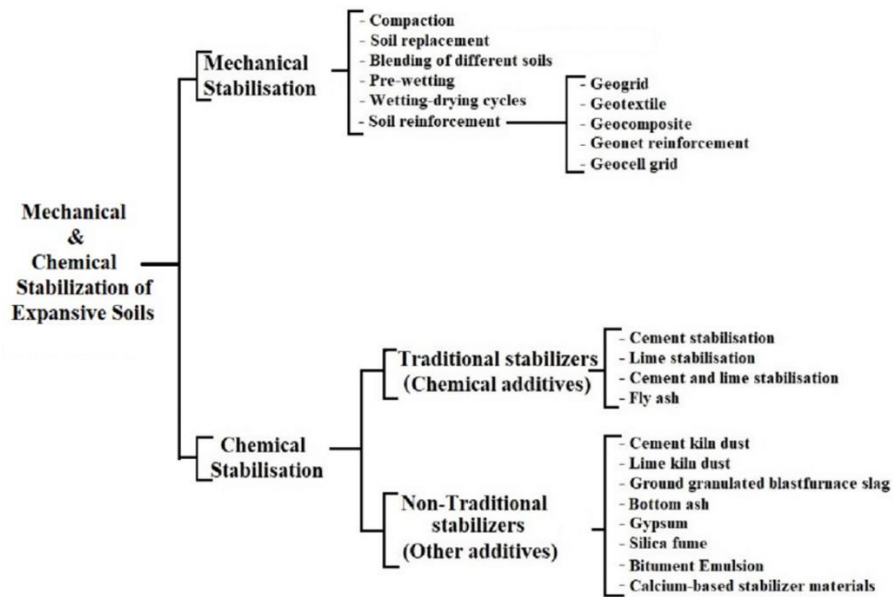 Mechanical
&
Chemical
Stabilization of
Expansive Soils
Mechanical
Stabilisation
- Compaction
- Soil replacement
- Blending of different soils
- Pre-wetting
- Wetting-drying cycles
- Soil reinforcement
- Geogrid
- Geotextile
- Geocomposite
- Geonet reinforcement
- Geocell grid
Chemical
Stabilisation
Traditional stabilizers
(Chemical additives)
- Cement stabilisation
- Lime stabilisation
- Cement and lime stabilisation
- Fly ash
Non-Traditional
stabilizers
(Other additives)
- Cement kiln dust
- Lime kiln dust
- Ground granulated blastfurnace slag
- Bottom ash
- Gypsum
- Silica fume
- Bitument Emulsion
- Calcium-based stabilizer materials